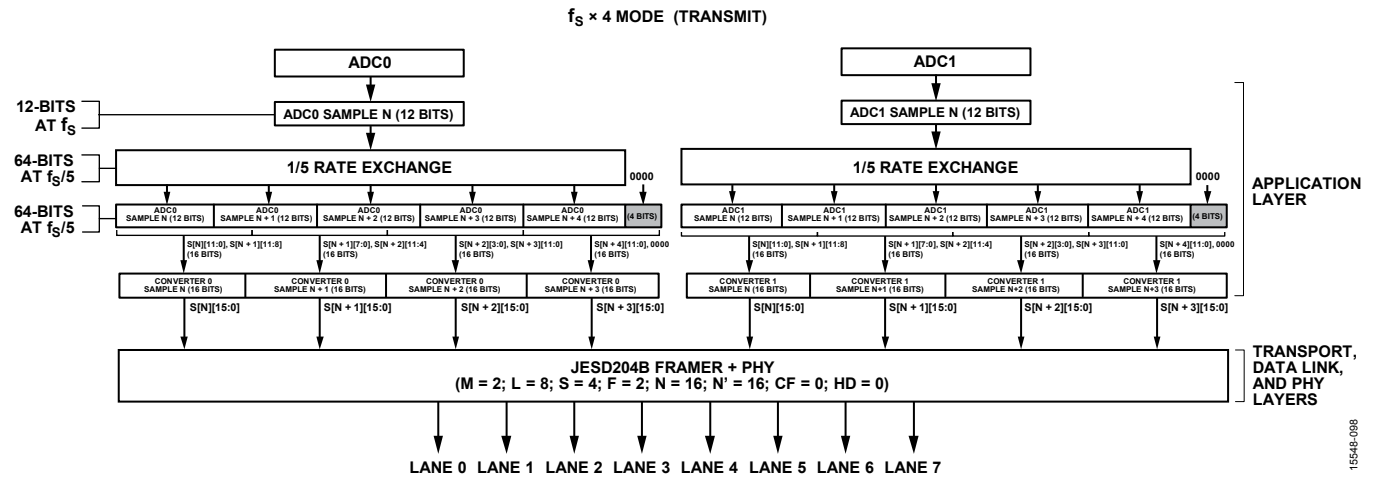 fS × 4 MODE (TRANSMIT)
ADC0
ADC1
12-BITS
AT fS
ADC0 SAMPLE N (12 BITS)
ADC1 SAMPLE N (12 BITS)
64-BITS
AT fS/5
1/5 RATE EXCHANGE
0000
1/5 RATE EXCHANGE
0000
APPLICATION
LAYER
64-BITS
AT fS/5
ADC0
SAMPLE N (12 BITS)
ADC0
SAMPLE N + 1 (12 BITS)
ADC0
SAMPLE N + 2 (12 BITS)
ADC0
SAMPLE N + 3 (12 BITS)
ADC0
SAMPLE N + 4 (12 BITS)
(4 BITS)
ADC1
SAMPLE N (12 BITS)
ADC1
SAMPLE N + 1 (12 BITS)
ADC1
SAMPLE N + 2 (12 BITS)
ADC1
SAMPLE N + 3 (12 BITS)
ADC1
SAMPLE N + 4 (12 BITS)
(4 BITS)
S[N][11:0], S[N + 1][11:8]
(16 BITS)
S[N + 1][7:0], S[N + 2][11:4]
(16 BITS)
S[N + 2][3:0], S[N + 3][11:0]
(16 BITS)
S[N + 4][11:0], 0000
(16 BITS)
S[N][11:0], S[N + 1][11:8]
(16 BITS)
S[N + 1][7:0], S[N + 2][11:4]
(16 BITS)
S[N + 2][3:0], S[N + 3][11:0]
(16 BITS)
S[N + 4][11:0], 0000
(16 BITS)
CONVERTER 0
SAMPLE N (16 BITS)
CONVERTER 0
SAMPLE N + 1 (16 BITS)
CONVERTER 0
SAMPLE N + 2 (16 BITS)
CONVERTER 0
SAMPLE N + 3 (16 BITS)
CONVERTER 1
SAMPLE N (16 BITS)
CONVERTER 1
SAMPLE N+1 (16 BITS)
CONVERTER 1
SAMPLE N+2 (16 BITS)
CONVERTER 1
SAMPLE N+3 (16 BITS)
S[N][15:0]
S[N + 1][15:0]
S[N + 2][15:0]
S[N + 3][15:0]
S[N][15:0]
S[N + 1][15:0]
S[N + 2][15:0]
S[N + 3][15:0]
JESD204B FRAMER + PHY
(M = 2; L = 8; S = 4; F = 2; N = 16; N' = 16; CF = 0; HD = 0)
TRANSPORT,
DATA LINK,
AND PHY
LAYERS
LANE 0
LANE 1
LANE 2
LANE 3
LANE 4
LANE 5
LANE 6
LANE 7
15548-098